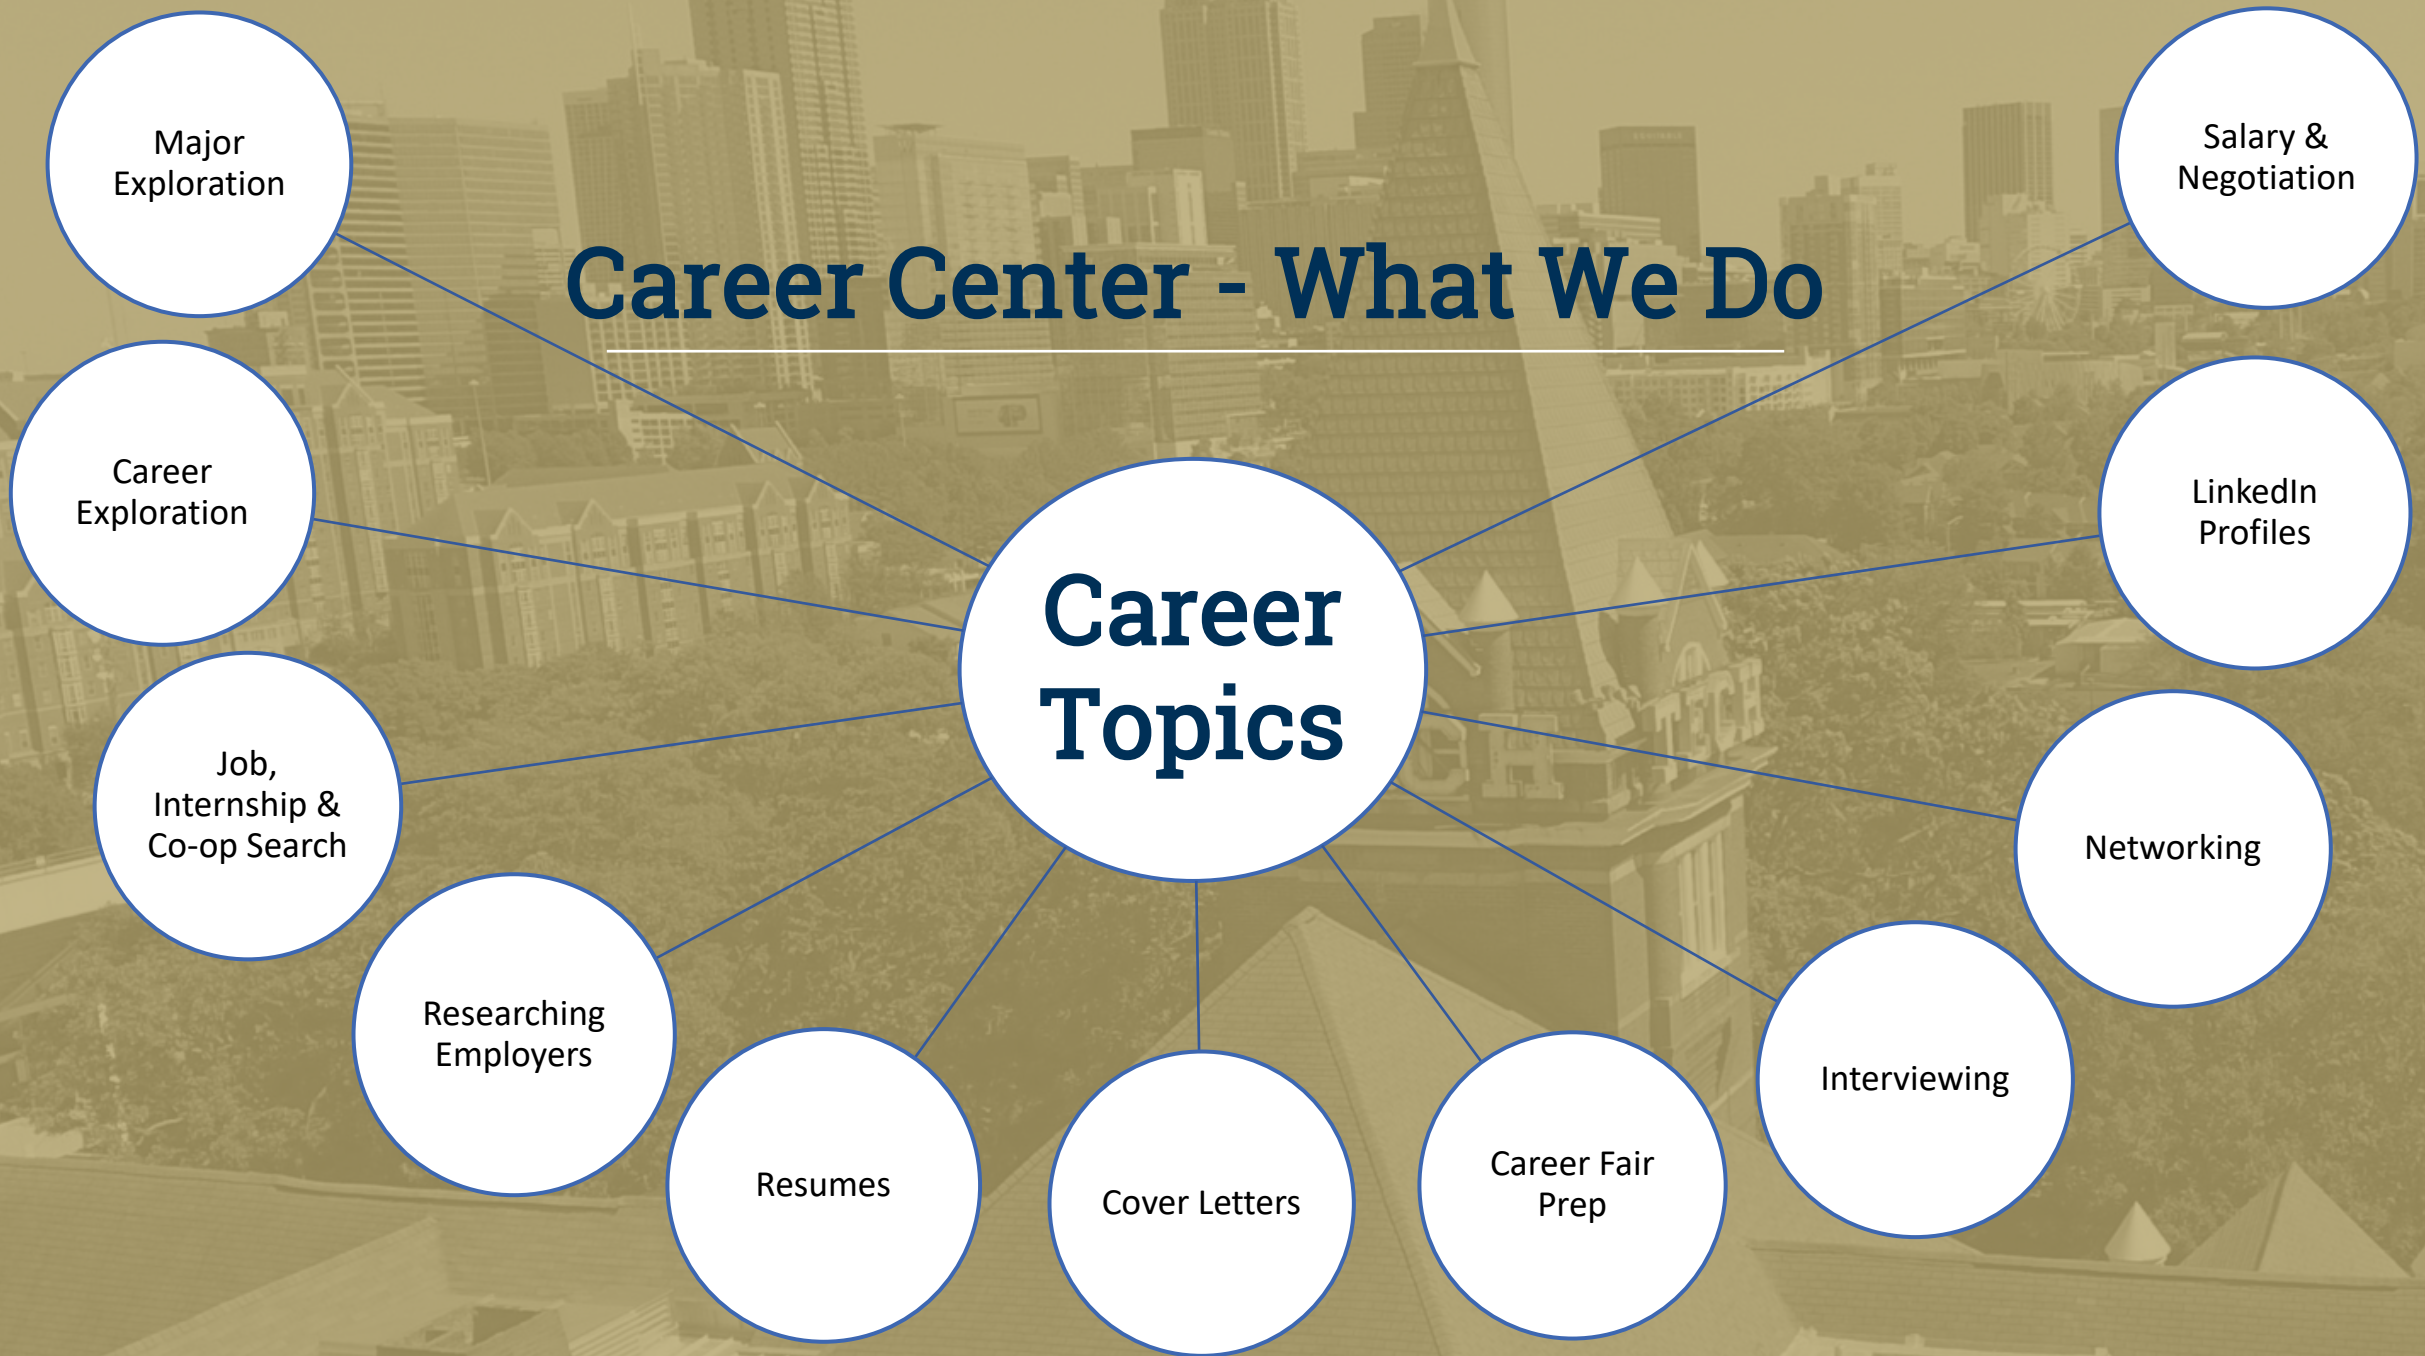 Career Center - What We Do
Major
Exploration
Career
Exploration
Job,
Internship &
Co-op Search
Researching
Employers
Resumes
Cover Letters
Career Fair
Prep
Interviewing
Networking
LinkedIn
Profiles
Salary &
Negotiation
Career
Topics
TECH